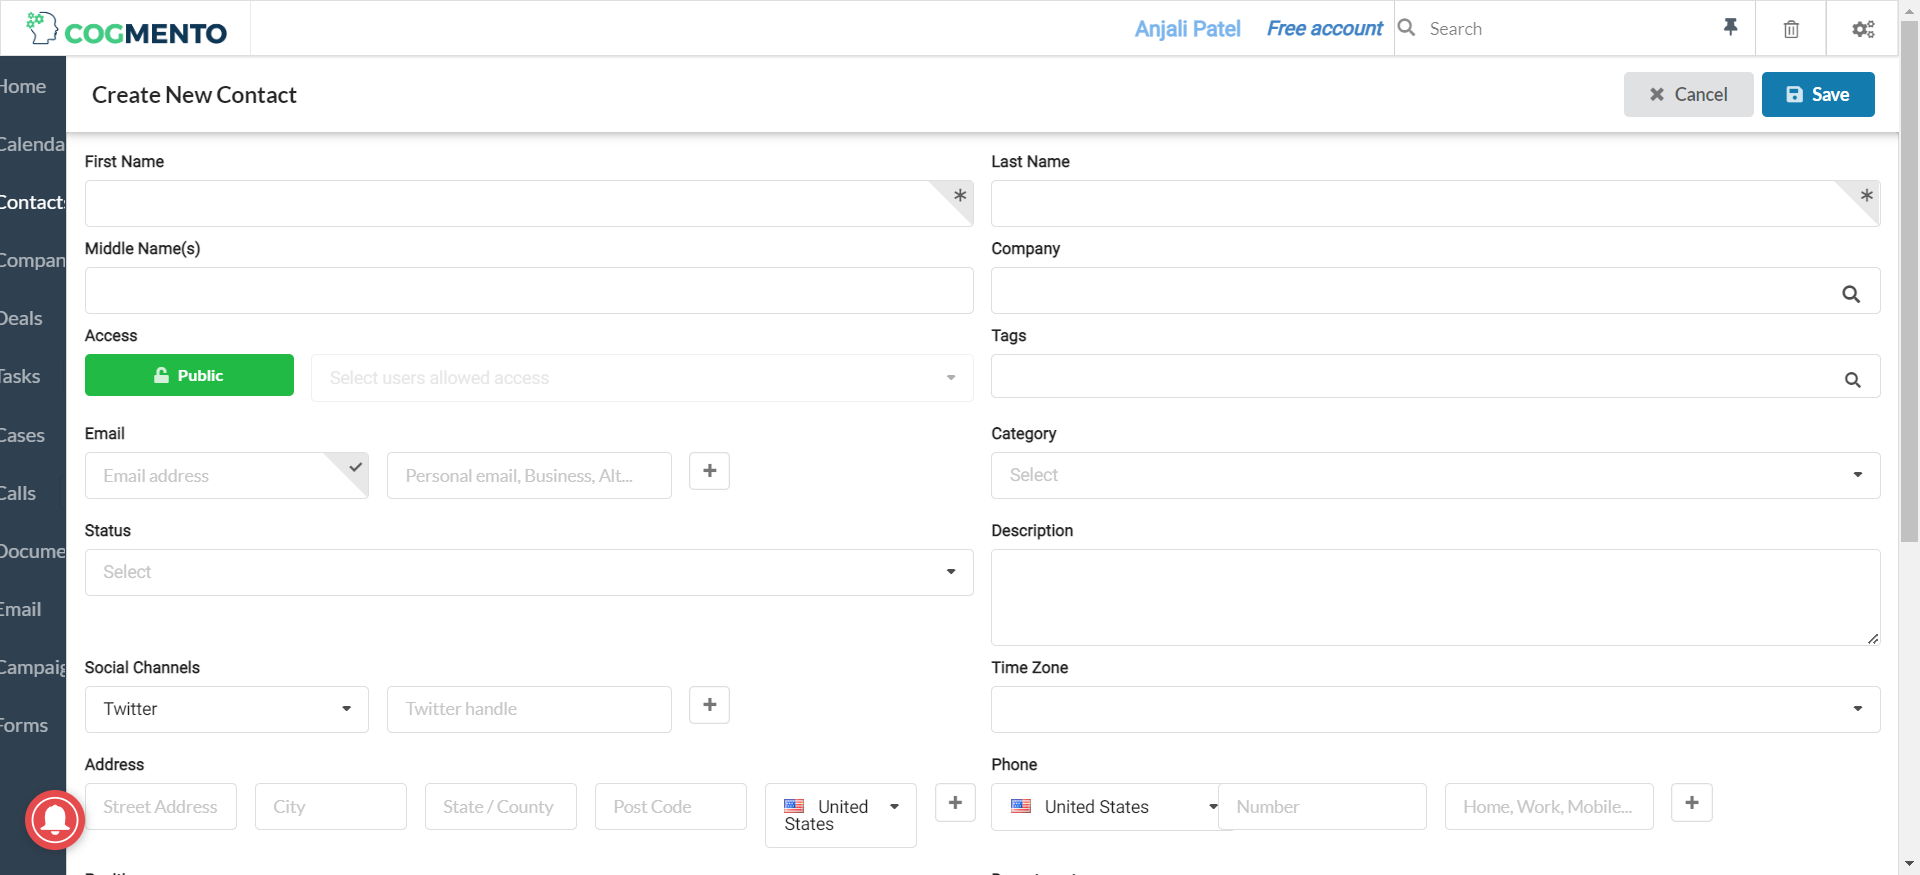 COGMENTO
Anjali Patel
Free account
Search
Home
Calenda
Contacts
Compan
Deals
Tasks
Cases
Calls
Docume
Email
Campaig
Forms
Create New Contact
Cancel
Save
First Name
Last Name
*
*
Middle Name(s)
Company
Access
Tags
Public
Select users allowed access
Email
Category
Email address
Personal email, Business, Alt...
Select
Status
Description
Select
Social Channels
Time Zone
Twitter
Twitter handle
Address
Phone
Street Address
City
State / County
Post Code
United
States
United States
Number
Home, Work, Mobile...